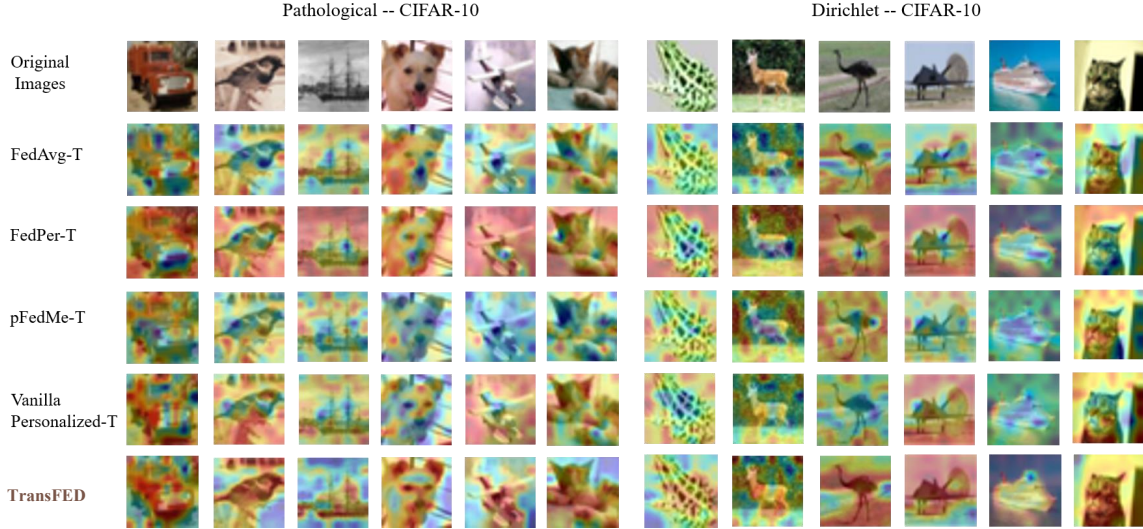 Pathological -- CIFAR-10
Dirichlet -- CIFAR-10
Original
Images
FedAvg-T
FedPer-T
pFedMe-T
Vanilla
Personalized-T
TransFED